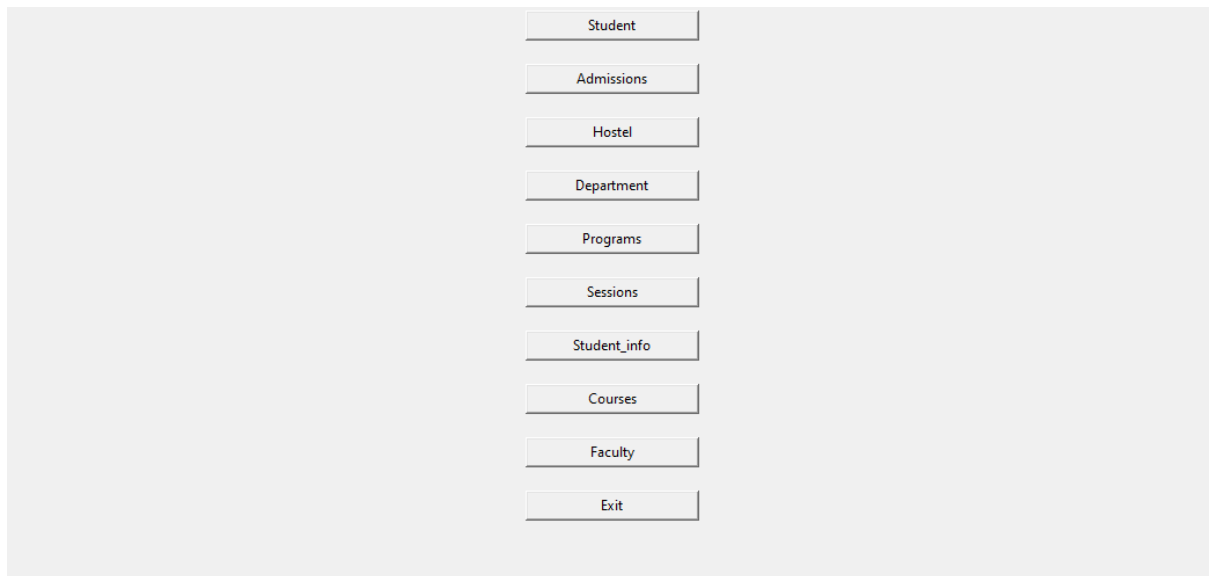 Student
Admissions
Hostel
Department
Programs
Sessions
Student_info
Courses
Faculty
Exit